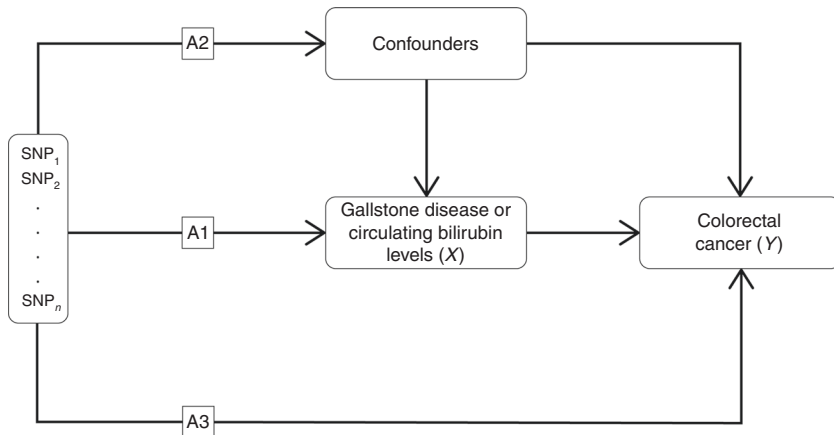 A2
Confounders
SNP1
SNP2
.
.
.
.
SNPn
A1
Gallstone disease or
circulating bilirubin
levels (X)
Colorectal
cancer (Y)
A3